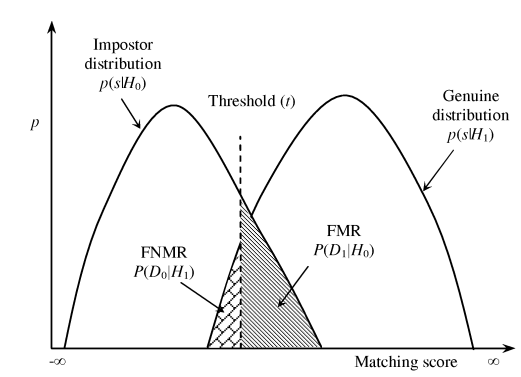 Impostor
distribution
p(s|H₀)
Threshold (t)
Genuine
distribution
p(s|H₁)
p
FNMR
P(D₀|H₁)
FMR
P(D₁|H₀)
-∞
Matching score
∞